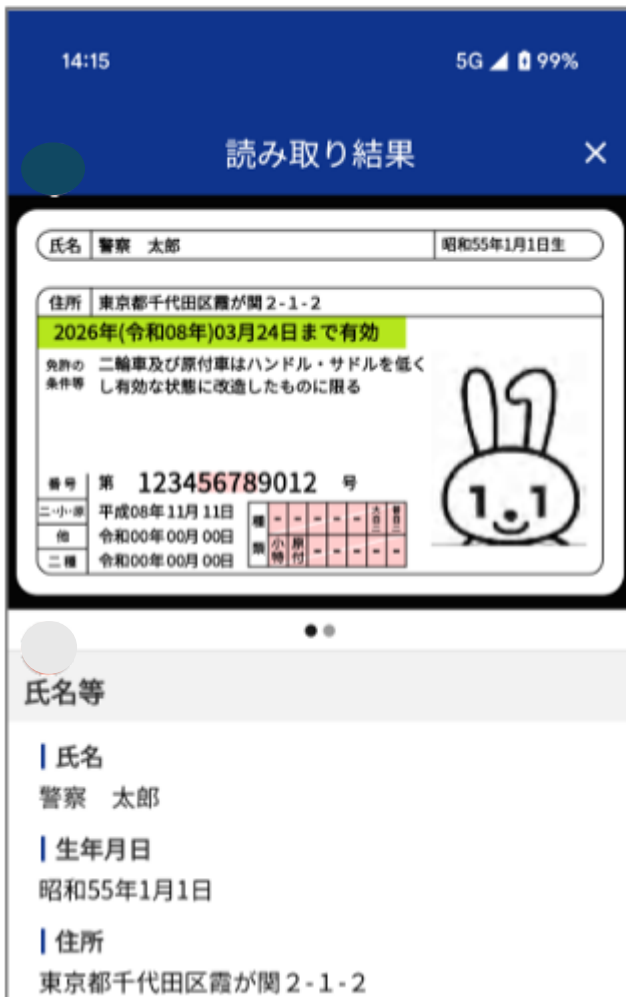 14:15 5G 99%
読み取り結果 ×
氏名 警察 太郎 昭和55年1月1日生
住所 東京都千代田区霞が関2-1-2
2026年(令和08年)03月24日まで有効
免許の条件等 二輪車及び原付車はハンドル・サドルを低く
し有効な状態に改造したものに限る
番号 第 123456789012 号
二・小・原 平成08年11月11日
他 令和00年00月00日
二種 令和00年00月00日
種類 - - - - - 大自二 普自二
小特 原付 - - - - -
1 1
氏名等
氏名
警察 太郎
生年月日
昭和55年1月1日
住所
東京都千代田区霞が関2-1-2